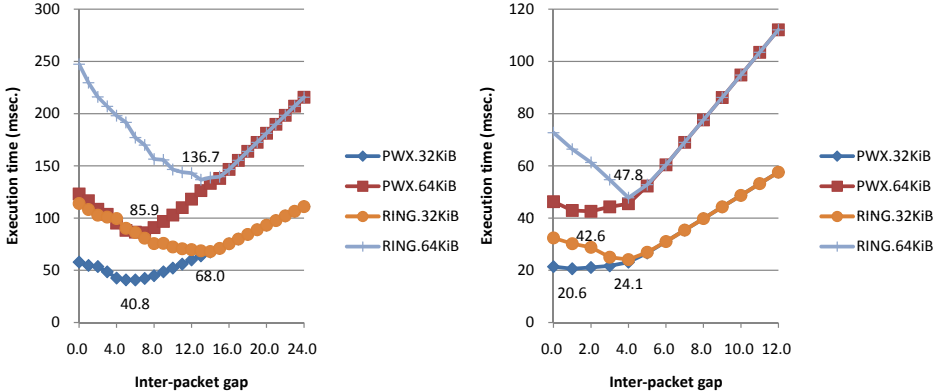 300
250
200
150
100
50
0
Execution time (msec.)
136.7
85.9
68.0
40.8
0.0 4.0 8.0 12.0 16.0 20.0 24.0
Inter-packet gap
PWX.32KiB
PWX.64KiB
RING.32KiB
RING.64KiB
120
100
80
60
40
20
0
Execution time (msec.)
47.8
42.6
20.6
24.1
0.0 2.0 4.0 6.0 8.0 10.0 12.0
Inter-packet gap
PWX.32KiB
PWX.64KiB
RING.32KiB
RING.64KiB